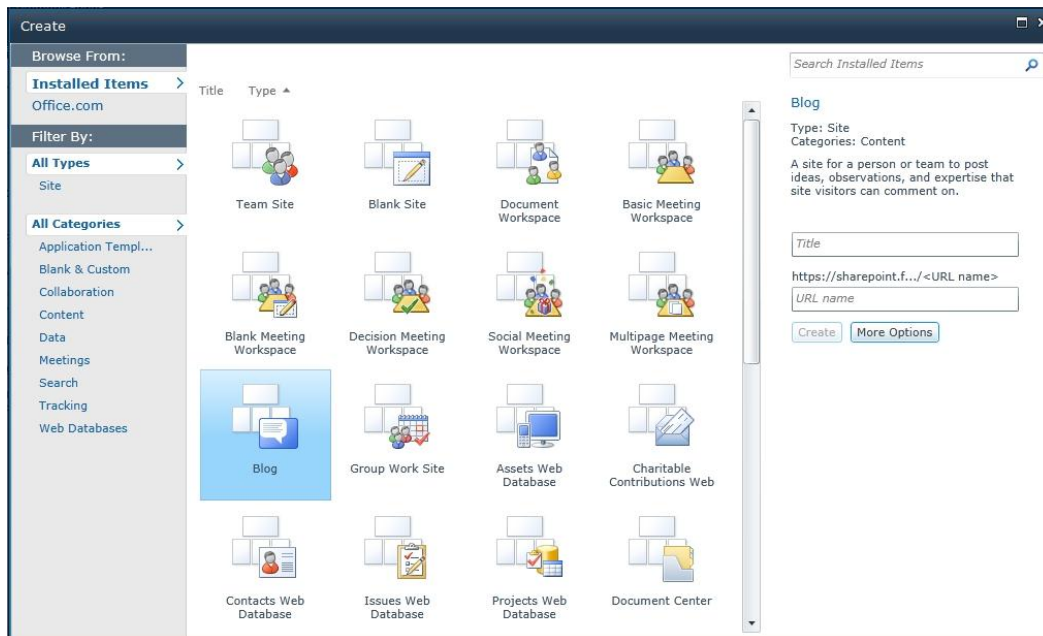 Create
Browse From:
Installed Items
Office.com
Filter By:
All Types
Site
All Categories
Application Templ...
Blank & Custom
Collaboration
Content
Data
Meetings
Search
Tracking
Web Databases
Title Type
Team Site
Blank Site
Document
Workspace
Basic Meeting
Workspace
Blank Meeting
Workspace
Decision Meeting
Workspace
Social Meeting
Workspace
Multipage Meeting
Workspace
Blog
Group Work Site
Assets Web
Database
Charitable
Contributions Web
Contacts Web
Database
Issues Web
Database
Projects Web
Database
Document Center
Search Installed Items
Blog
Type: Site
Categories: Content
A site for a person or team to post
ideas, observations, and expertise that
site visitors can comment on.
Title
https://sharepoint.f.../<URL name>
URL name
Create More Options